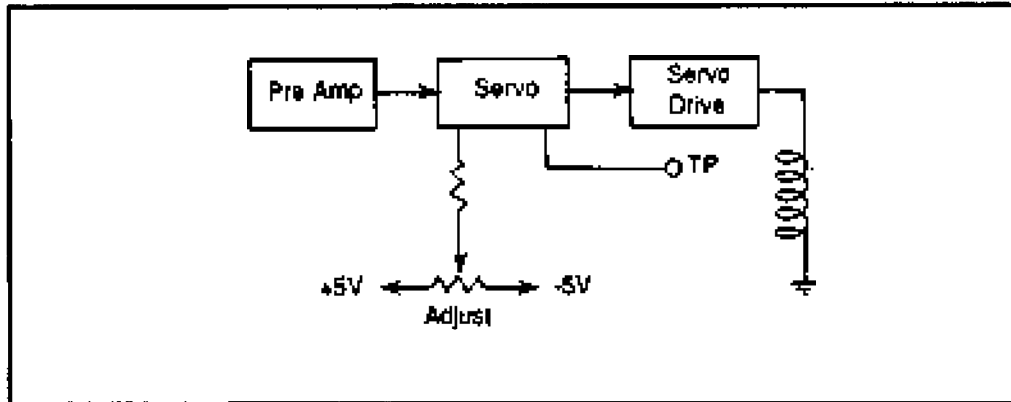 Pre Amp
Servo
Servo
Drive
TP
+5V
-5V
Adjust